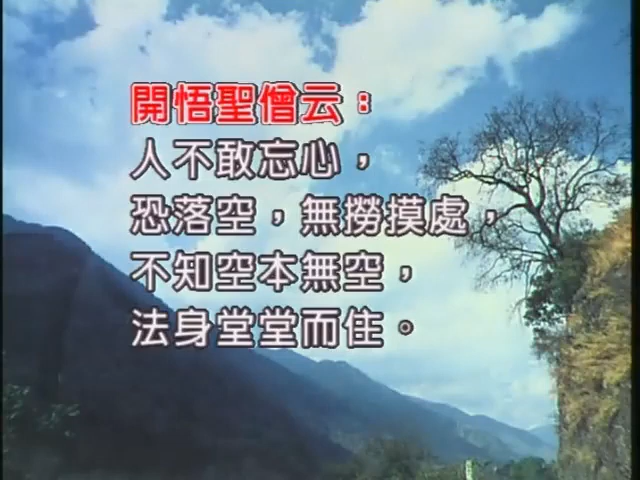 開悟聖僧云：
人不敢忘心，
恐落空，無撈摸處，
不知空本無空，
法身堂堂而住。